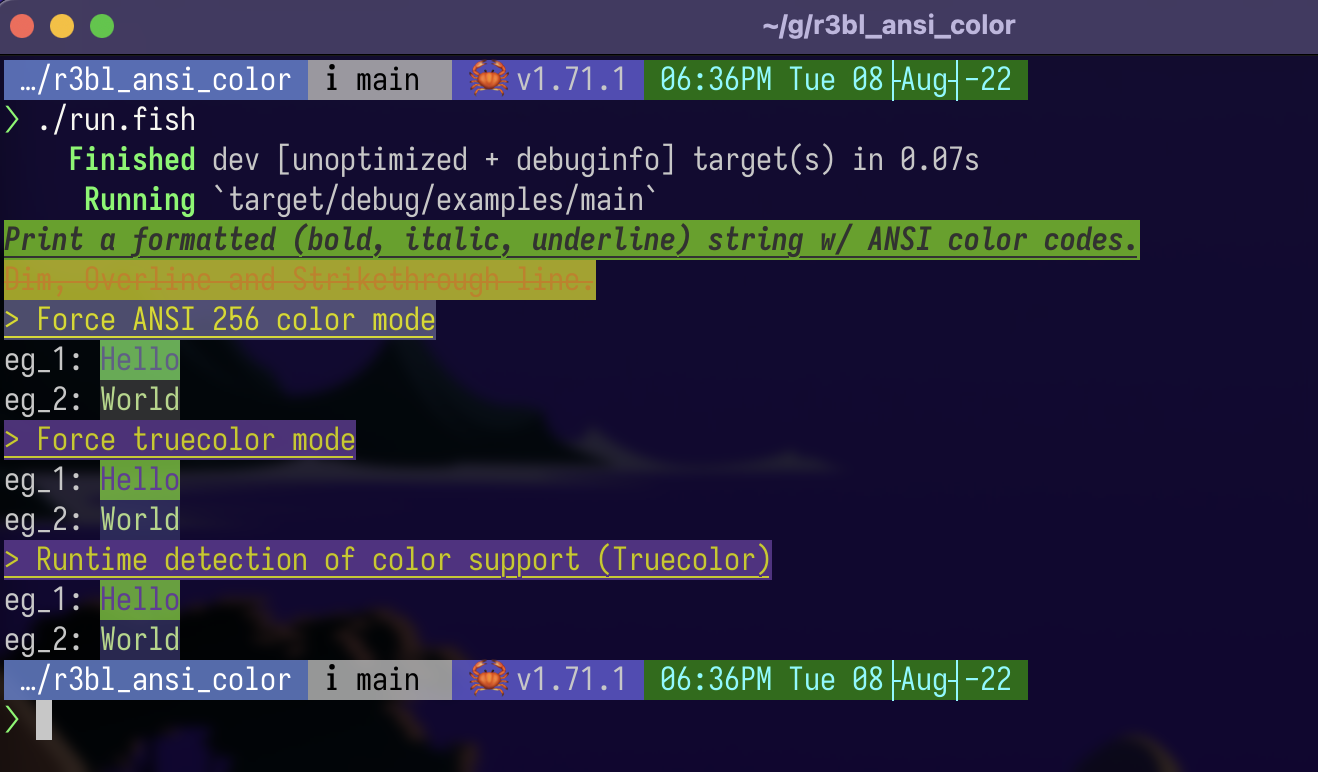 ~/g/r3bl_ansi_color
…/r3bl_ansi_color i main 🦀 v1.71.1 06:36PM Tue 08┤-Aug-├-22
❯ ./run.fish
Finished dev [unoptimized + debuginfo] target(s) in 0.07s
Running `target/debug/examples/main`
Print a formatted (bold, italic, underline) string w/ ANSI color codes.
Dim, Overline and Strikethrough line.
> Force ANSI 256 color mode
eg_1: Hello
eg_2: World
> Force truecolor mode
eg_1: Hello
eg_2: World
> Runtime detection of color support (Truecolor)
eg_1: Hello
eg_2: World
…/r3bl_ansi_color i main 🦀 v1.71.1 06:36PM Tue 08├Aug┤-22
❯